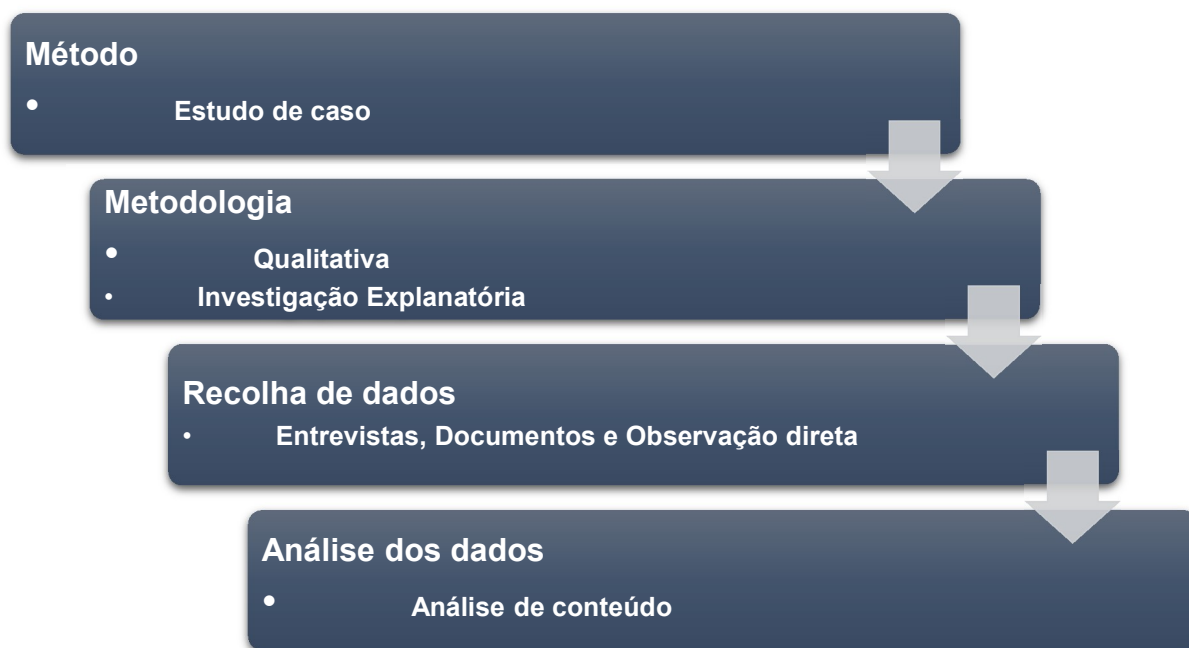 Método
• Estudo de caso
Metodologia
• Qualitativa
• Investigação Explanatória
Recolha de dados
• Entrevistas, Documentos e Observação direta
Análise dos dados
• Análise de conteúdo